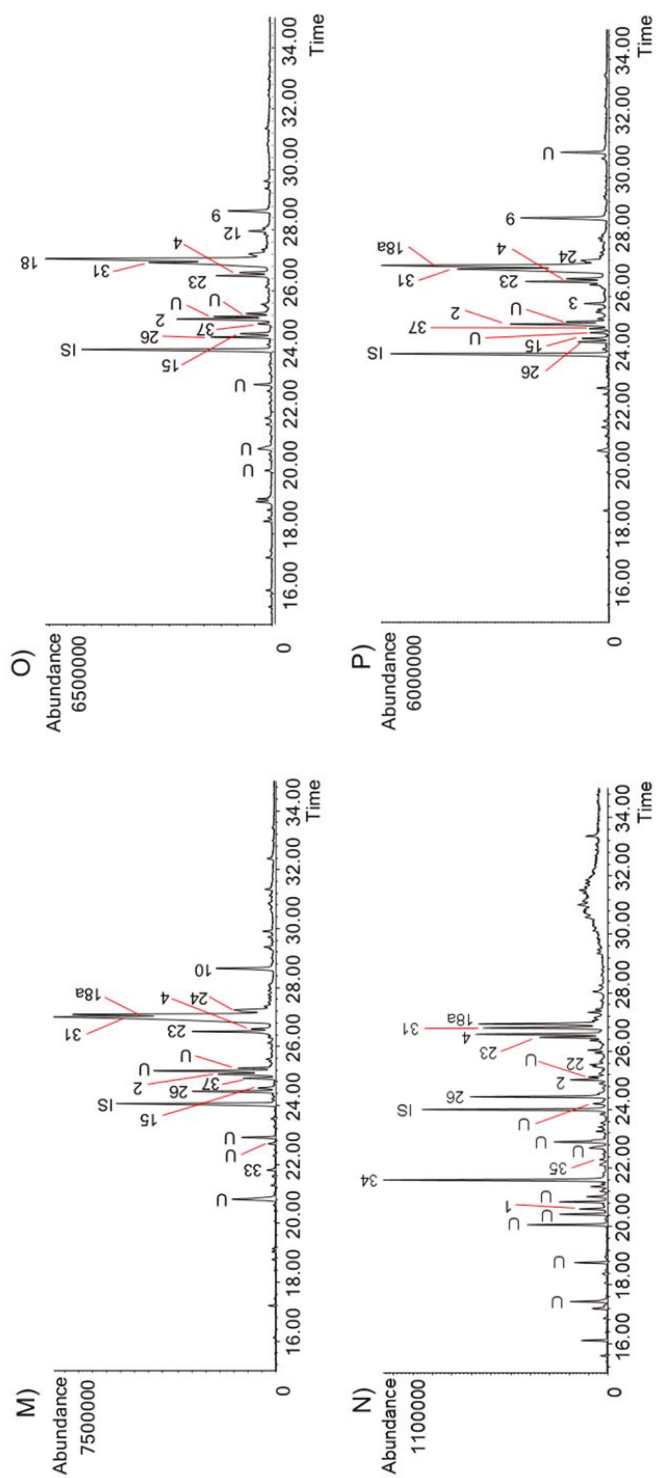 M)
Abundance
7500000
0
U
33
U
U
IS
15
26
37
2
U
U
23
4
31
18a
24
10
16.00 18.00 20.00 22.00 24.00 26.00 28.00 30.00 32.00 34.00
Time
N)
Abundance
1100000
0
U
U
U
U
1
U
34
35
U
U
U
IS
26
2
U
22
23
4
31
18a
16.00 18.00 20.00 22.00 24.00 26.00 28.00 30.00 32.00 34.00
Time
O)
Abundance
6500000
0
U
U
U
IS
15
26
37
2
U
U
23
4
31
18
12
9
16.00 18.00 20.00 22.00 24.00 26.00 28.00 30.00 32.00 34.00
Time
P)
Abundance
6000000
0
IS
26
15
U
37
2
U
3
23
4
31
18a
24
9
U
16.00 18.00 20.00 22.00 24.00 26.00 28.00 30.00 32.00 34.00
Time